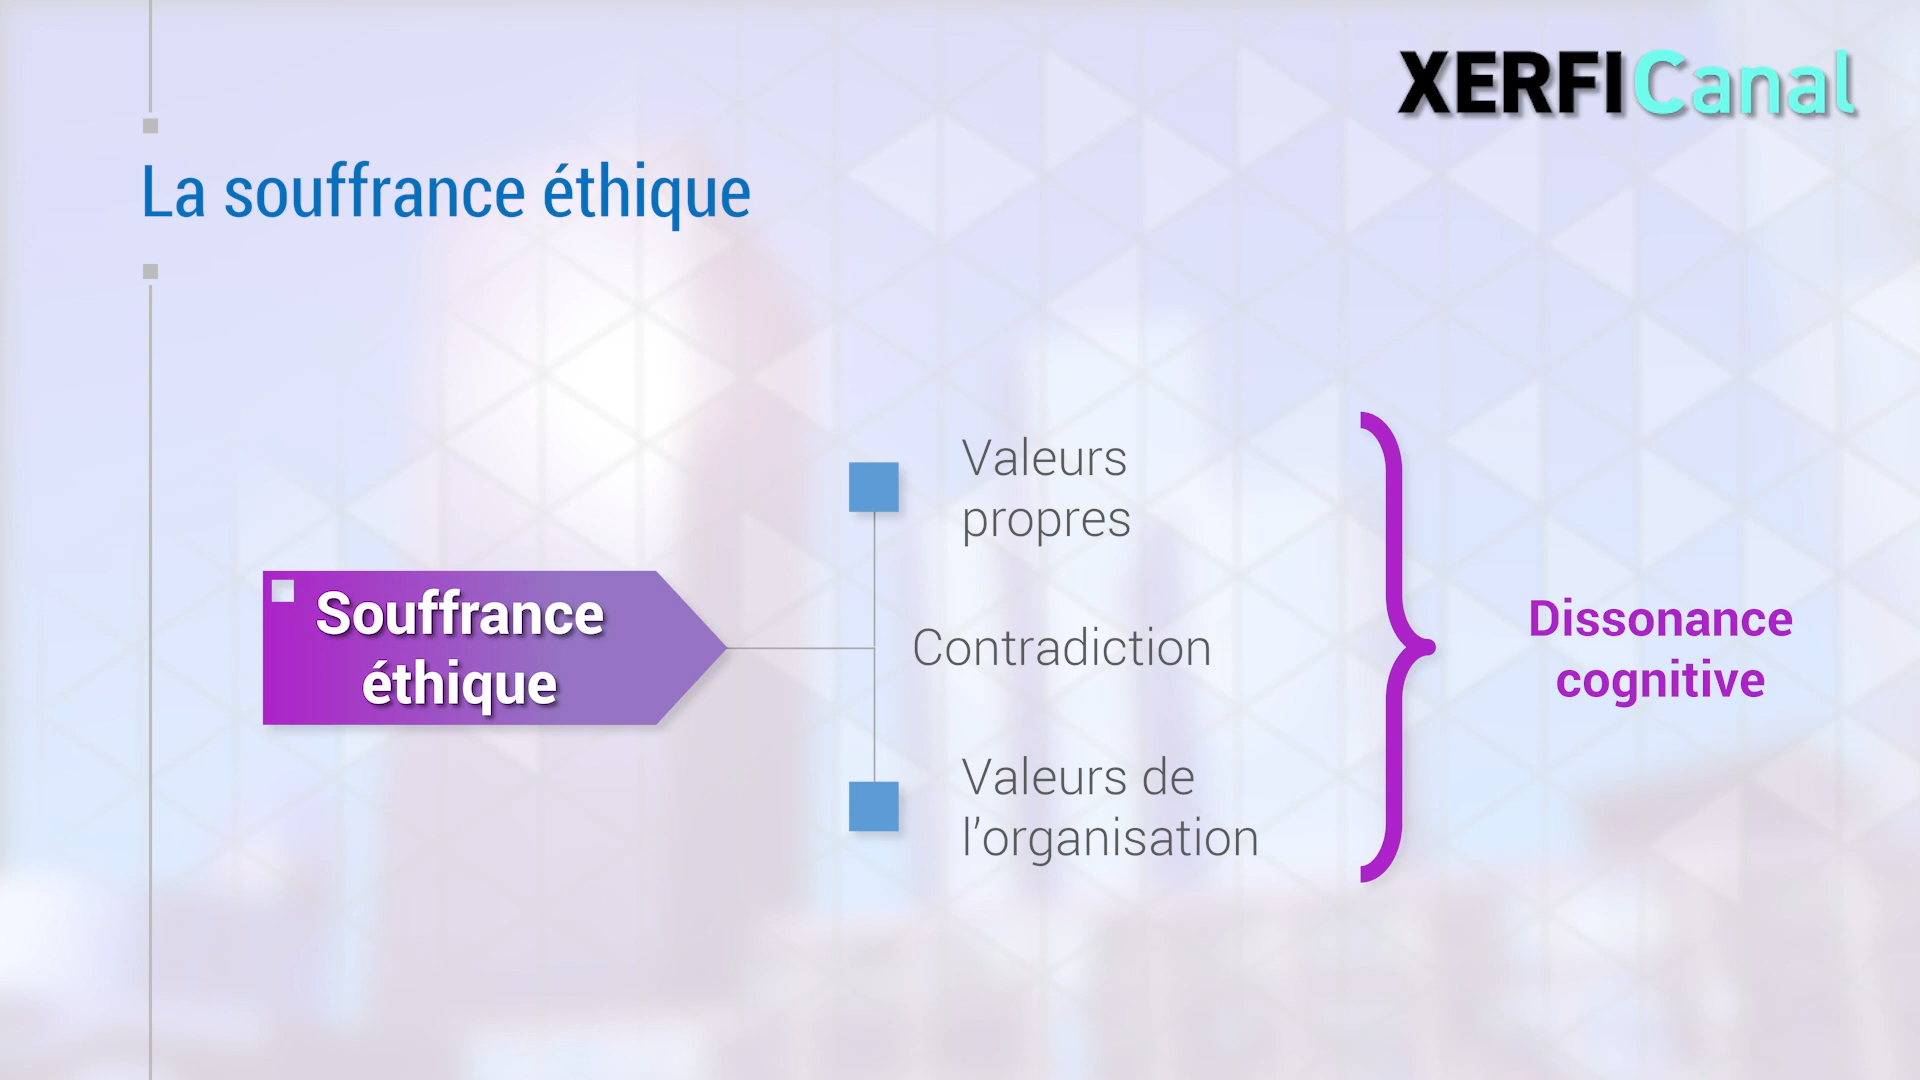 XERFI Canal
La souffrance éthique
Souffrance
éthique
Valeurs
propres
Contradiction
Valeurs de
l'organisation
Dissonance
cognitive